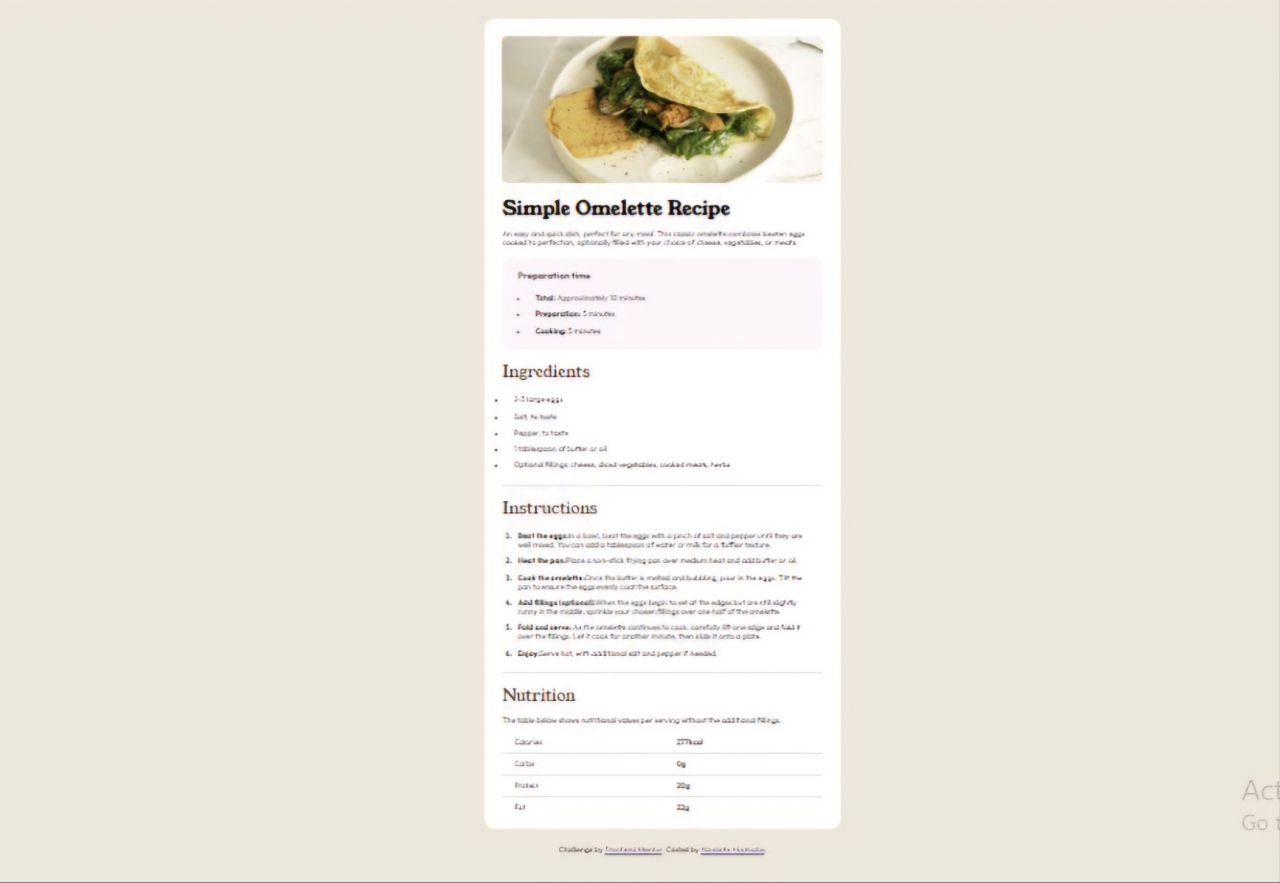 Simple Omelette Recipe
An easy and quick dish, perfect for any meal. This classic omelette combines beaten eggs
cooked to perfection, optionally filled with your choice of cheese, vegetables, or meats.
Preparation time
Total: Approximately 10 minutes
Preparation: 5 minutes
Cooking: 5 minutes
Ingredients
2-3 large eggs
Salt, to taste
Pepper, to taste
1 tablespoon of butter or oil
Optional fillings: cheese, diced vegetables, cooked meats, herbs
Instructions
1. Beat the eggs:In a bowl, beat the eggs with a pinch of salt and pepper until they are
well mixed. You can add a tablespoon of water or milk for a fluffier texture.
2. Heat the pan:Place a non-stick frying pan over medium heat and add butter or oil.
3. Cook the omelette:Once the butter is melted and bubbling, pour in the eggs. Tilt the
pan to ensure the eggs evenly coat the surface.
4. Add fillings (optional):When the eggs begin to set at the edges but are still slightly
runny in the middle, sprinkle your chosen fillings over one half of the omelette.
5. Fold and serve: As the omelette continues to cook, carefully lift one edge and fold it
over the fillings. Let it cook for another minute, then slide it onto a plate.
6. Enjoy:Serve hot, with additional salt and pepper if needed.
Nutrition
The table below shows nutritional values per serving without the additional fillings.
Calories 277kcal
Carbs 0g
Protein 20g
Fat 22g
Challenge by Frontend Mentor. Coded by
Act
Go t